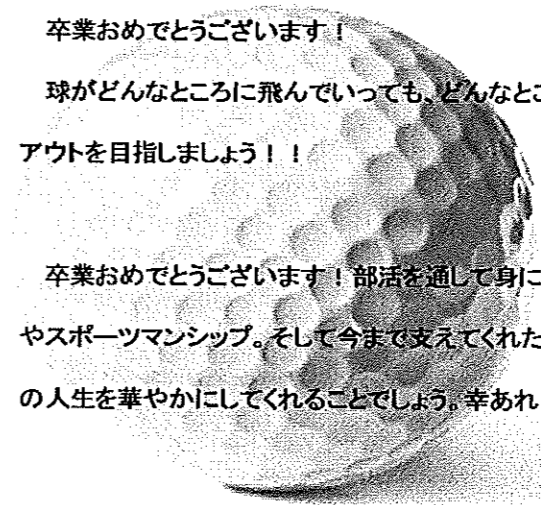 卒業おめでとうございます！
球がどんなところに飛んでいっても、どんなとこ
アウトを目指しましょう！！
卒業おめでとうございます！部活を通して身に
やスポーツマンシップ。そして今まで支えてくれた
の人生を華やかにしてくれることでしょう。幸あれ